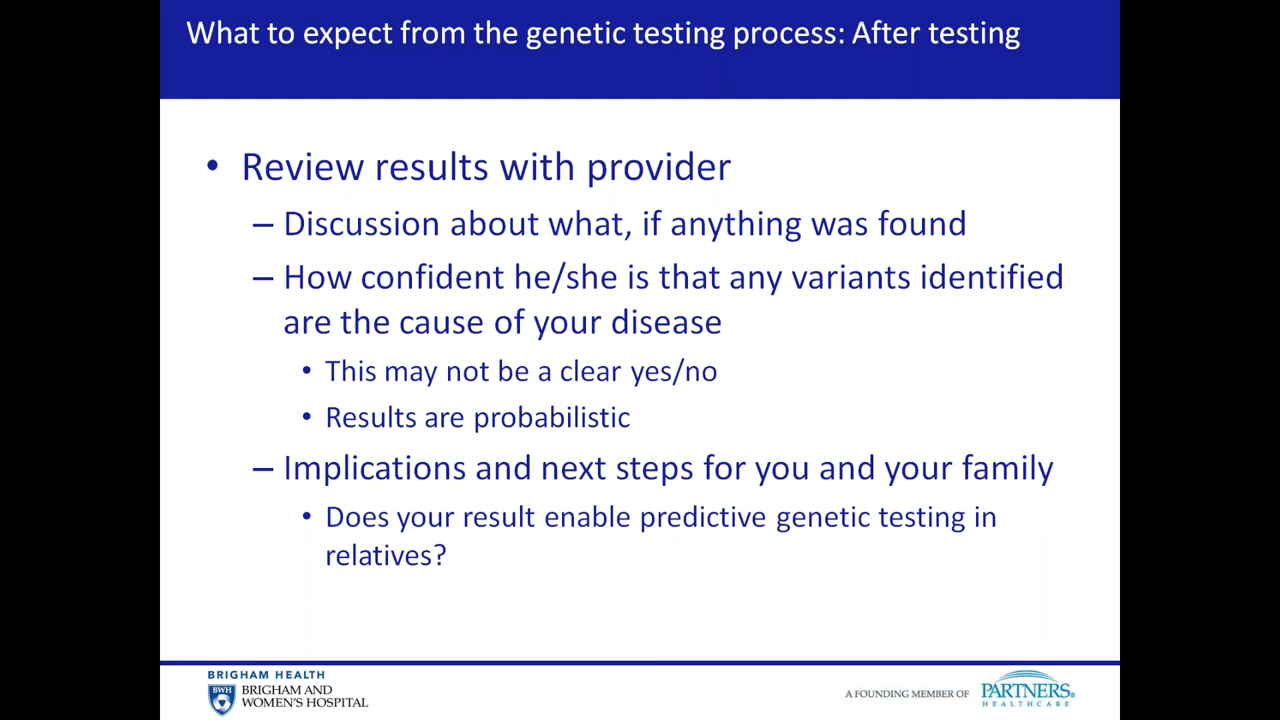 What to expect from the genetic testing process: After testing
• Review results with provider
– Discussion about what, if anything was found
– How confident he/she is that any variants identified
are the cause of your disease
• This may not be a clear yes/no
• Results are probabilistic
– Implications and next steps for you and your family
• Does your result enable predictive genetic testing in
relatives?
BRIGHAM HEALTH
BWH
BRIGHAM AND
WOMEN'S HOSPITAL
A FOUNDING MEMBER OF
PARTNERS®
HEALTHCARE